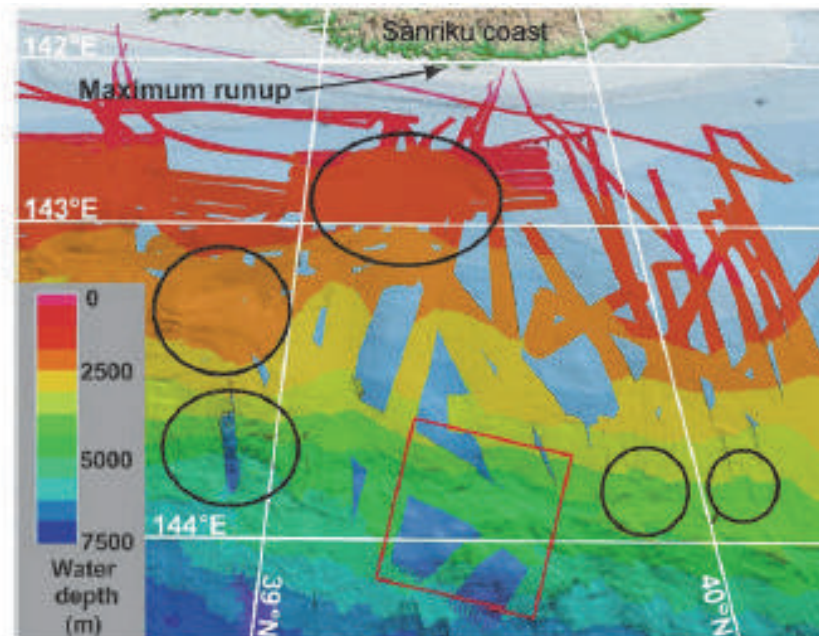 Sanriku coast
142°E
Maximum runup
143°E
0
2500
5000
7500
Water
depth
(m)
144°E
39°N
40°N